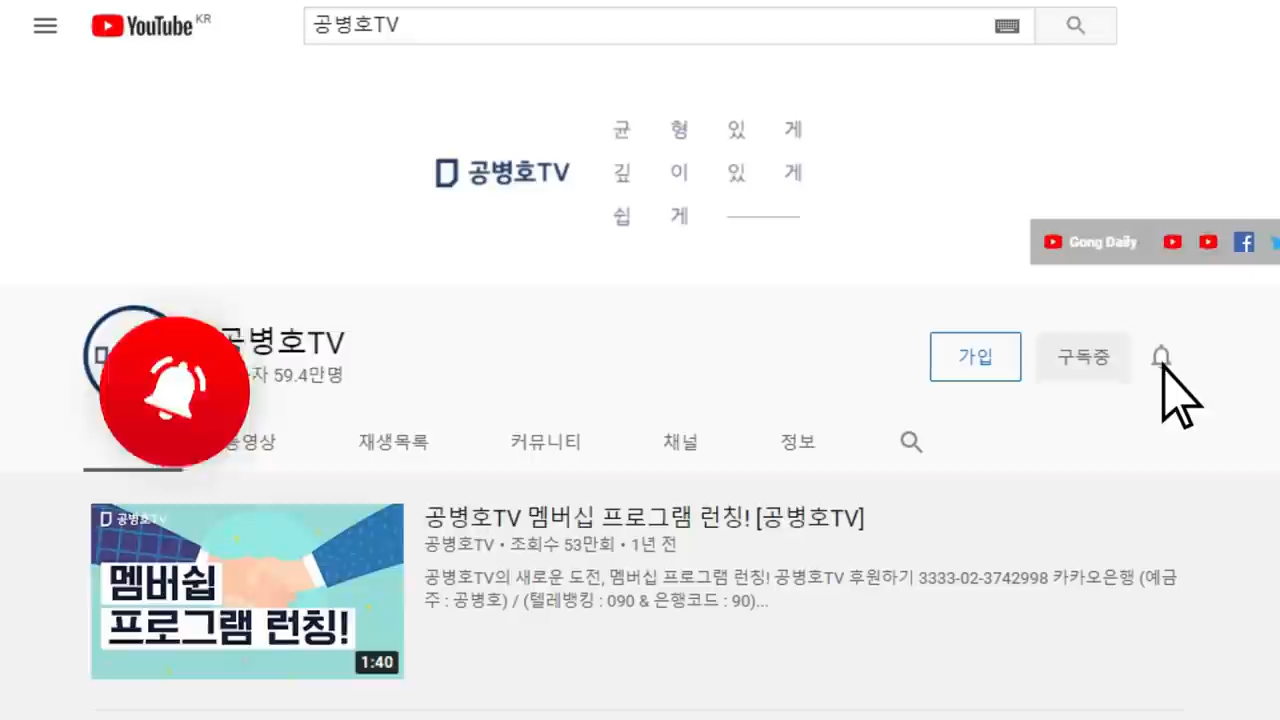 YouTube KR
공병호TV
균 형 있 게
깊 이 있 게
쉽 게
공병호TV
Gong Daily
공병호TV
자 59.4만명
가입
구독중
동영상
재생목록
커뮤니티
채널
정보
공병호TV
멤버쉽
프로그램 런칭!
1:40
공병호TV 멤버십 프로그램 런칭! [공병호TV]
공병호TV • 조회수 53만회 • 1년 전
공병호TV의 새로운 도전, 멤버십 프로그램 런칭! 공병호TV 후원하기 3333-02-3742998 카카오은행 (예금
주 : 공병호) / (텔레뱅킹 : 090 & 은행코드 : 90)...